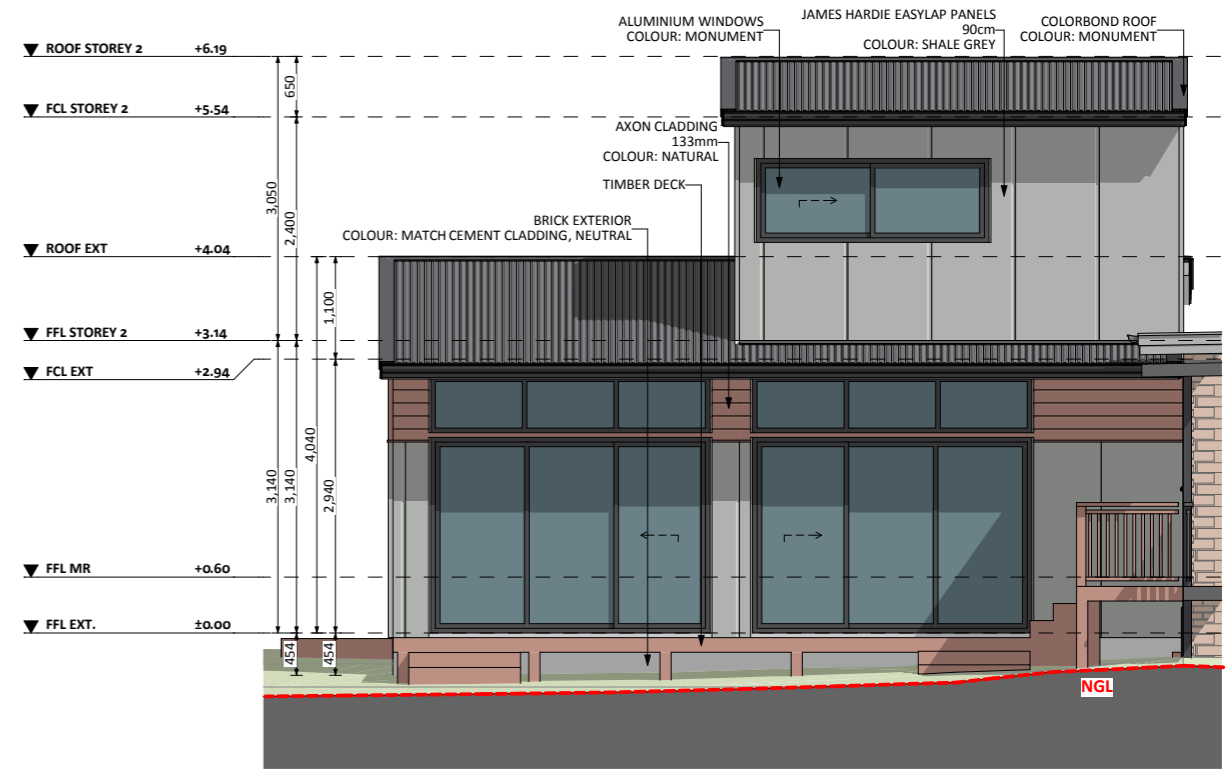 ALUMINIUM WINDOWS
COLOUR: MONUMENT
JAMES HARDIE EASYLAP PANELS
90cm
COLOUR: SHALE GREY
COLORBOND ROOF
COLOUR: MONUMENT
ROOF STOREY 2 +6.19
FCL STOREY 2 +5.54
AXON CLADDING
133mm
COLOUR: NATURAL
TIMBER DECK
BRICK EXTERIOR
COLOUR: MATCH CEMENT CLADDING, NEUTRAL
ROOF EXT +4.04
FFL STOREY 2 +3.14
FCL EXT +2.94
FFL MR +0.60
FFL EXT. ±0.00
650
3,050
2,400
1,100
4,040
3,140
3,140
2,940
454
454
NGL